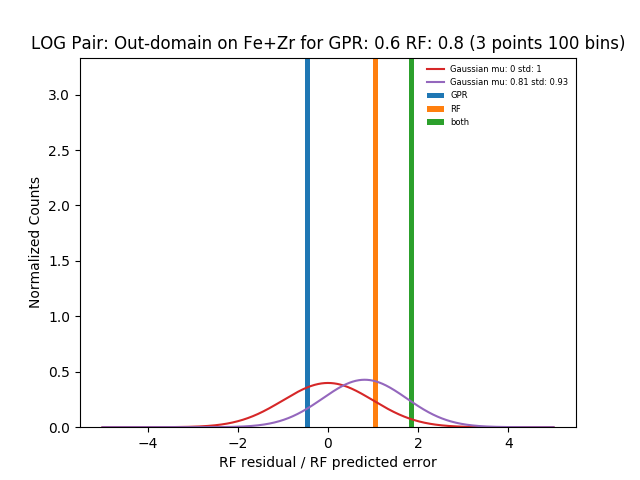 LOG Pair: Out-domain on Fe+Zr for GPR: 0.6 RF: 0.8 (3 points 100 bins)
Gaussian mu: 0 std: 1
Gaussian mu: 0.81 std: 0.93
GPR
RF
both
Normalized Counts
3.0
2.5
2.0
1.5
1.0
0.5
0.0
−4 −2 0 2 4
RF residual / RF predicted error